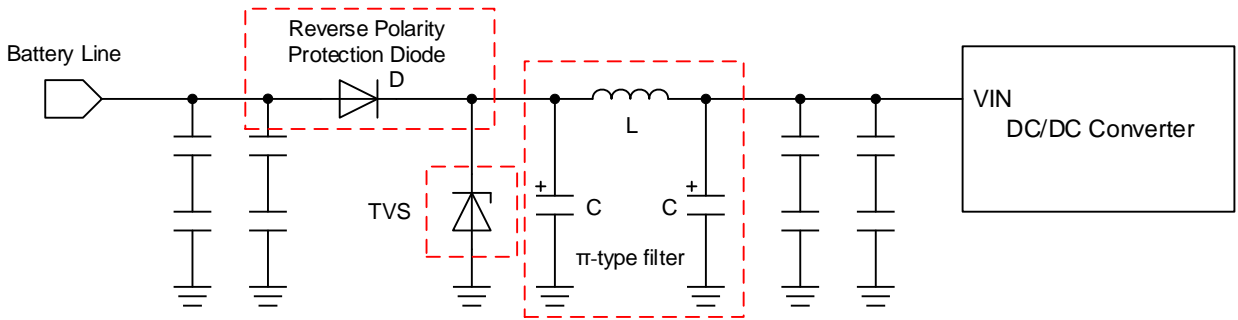 Reverse Polarity
Protection Diode
Battery Line
D
VIN
DC/DC Converter
L
TVS
+
C
+
C
π-type filter